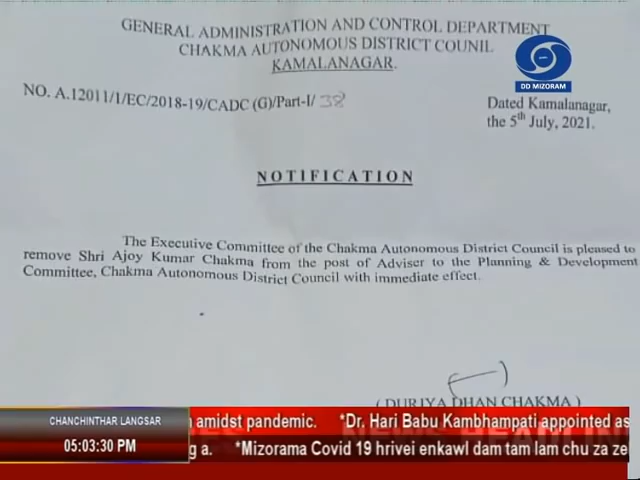 GENERAL ADMINISTRATION AND CONTROL DEPARTMENT
CHAKMA AUTONOMOUS DISTRICT COUNIL
KAMALANAGAR.
DD MIZORAM
NO. A.12011/1/EC/2018-19/CADC (G)/Part-I/38
Dated Kamalanagar,
the 5th July, 2021.
NOTIFICATION
The Executive Committee of the Chakma Autonomous District Council is pleased to
remove Shri Ajoy Kumar Chakma from the post of Adviser to the Planning & Development
Committee, Chakma Autonomous District Council with immediate effect.
( DURJYA DHAN CHAKMA )
CHANCHINTHAR LANGSAR
05:03:30 PM
amidst pandemic. *Dr. Hari Babu Kambhampati appointed as
g a. *Mizorama Covid 19 hrivei enkawl dam tam lam chu za ze